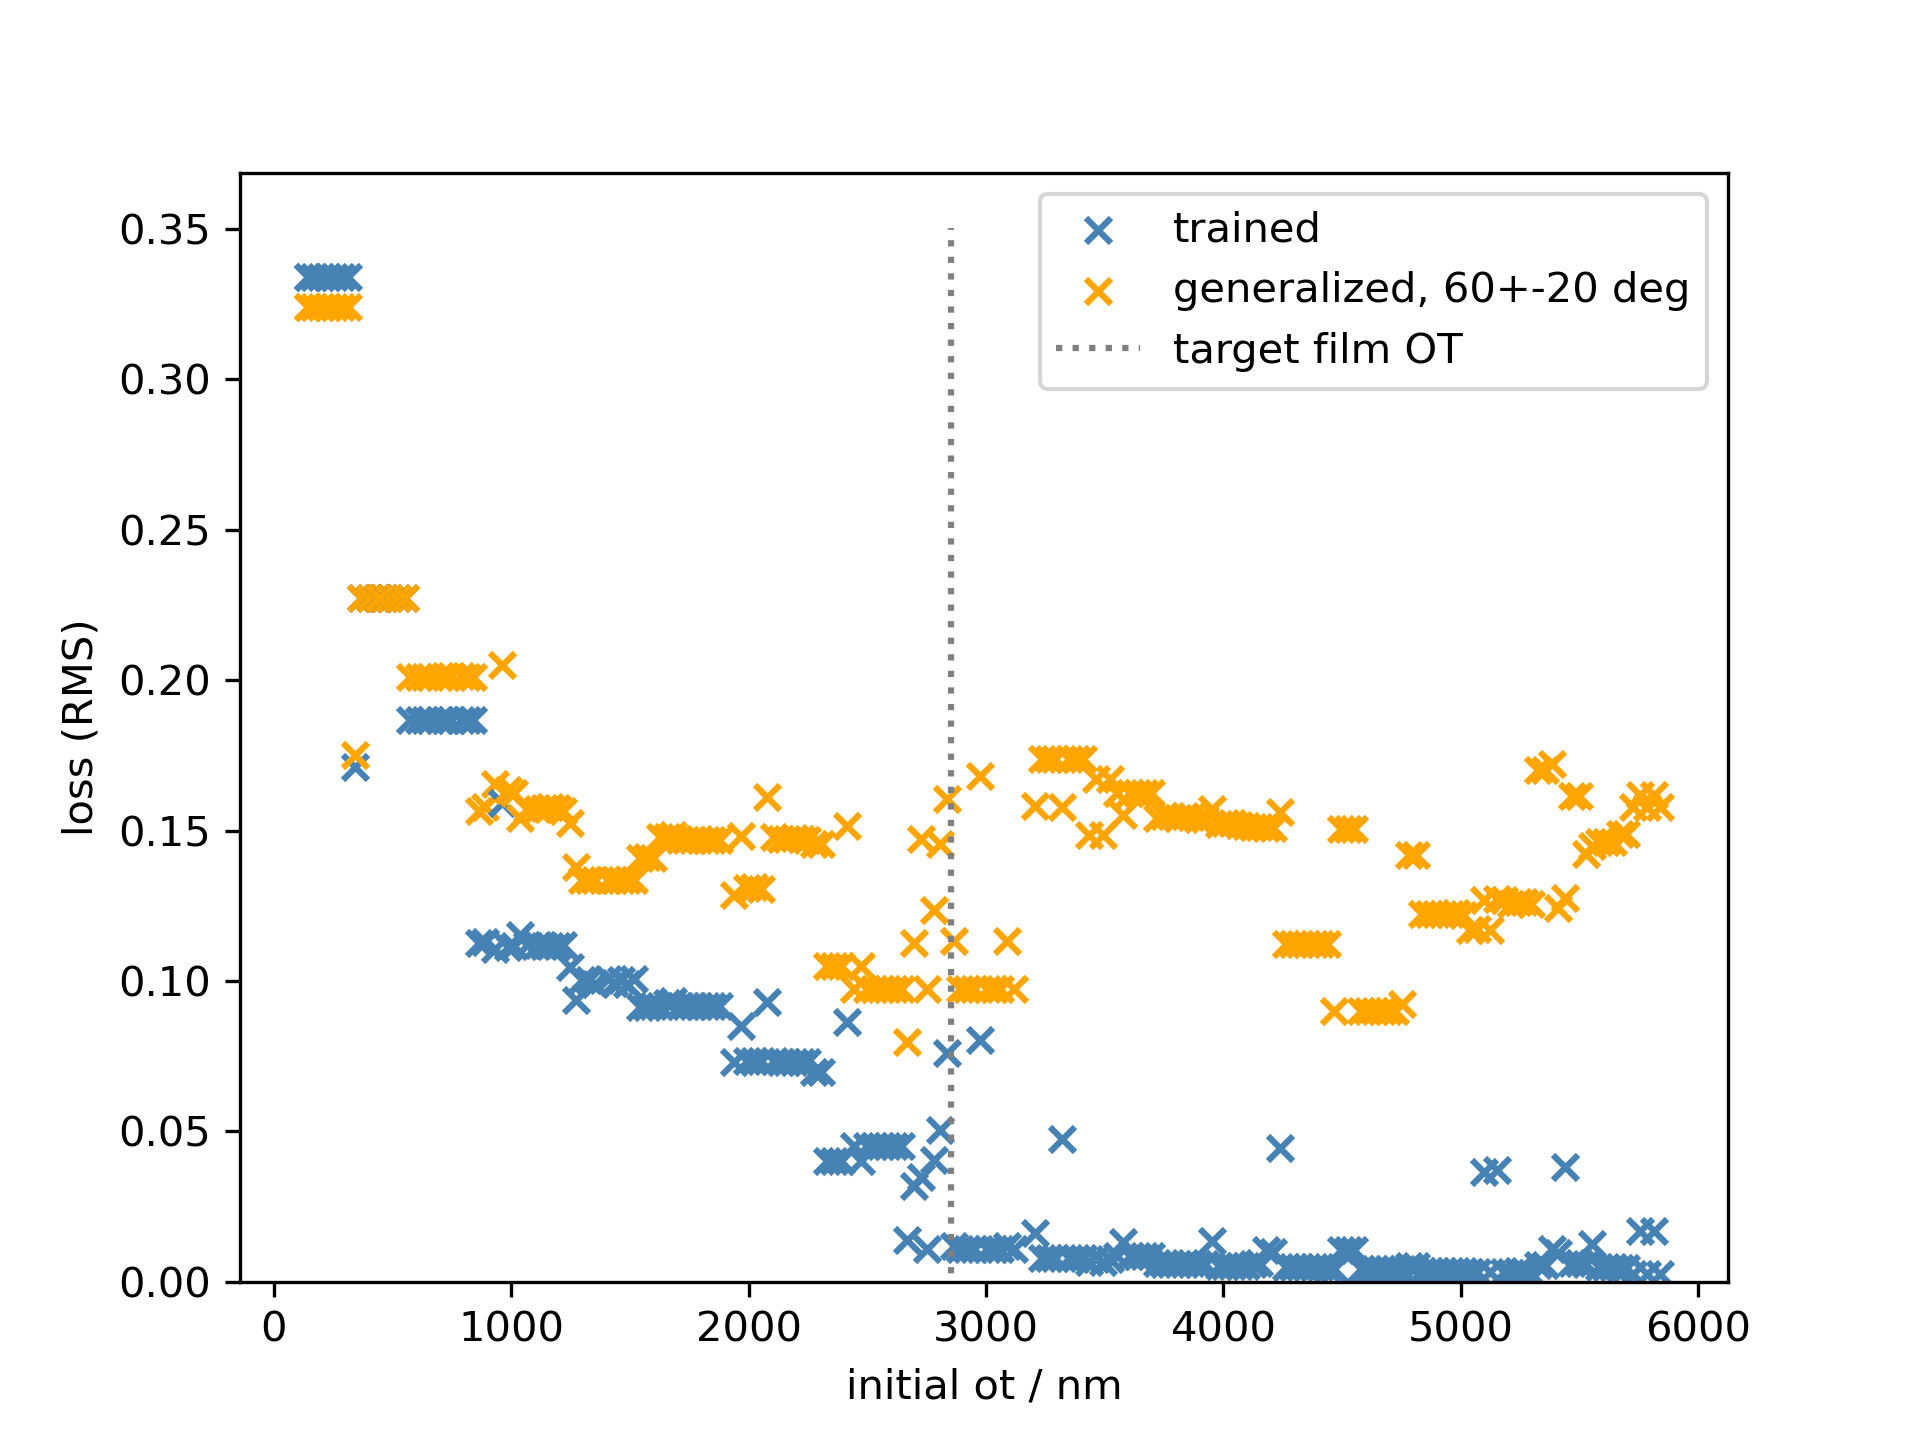 trained
generalized, 60+-20 deg
target film OT
0.35
0.30
0.25
0.20
0.15
0.10
0.05
0.00
loss (RMS)
0 1000 2000 3000 4000 5000 6000
initial ot / nm